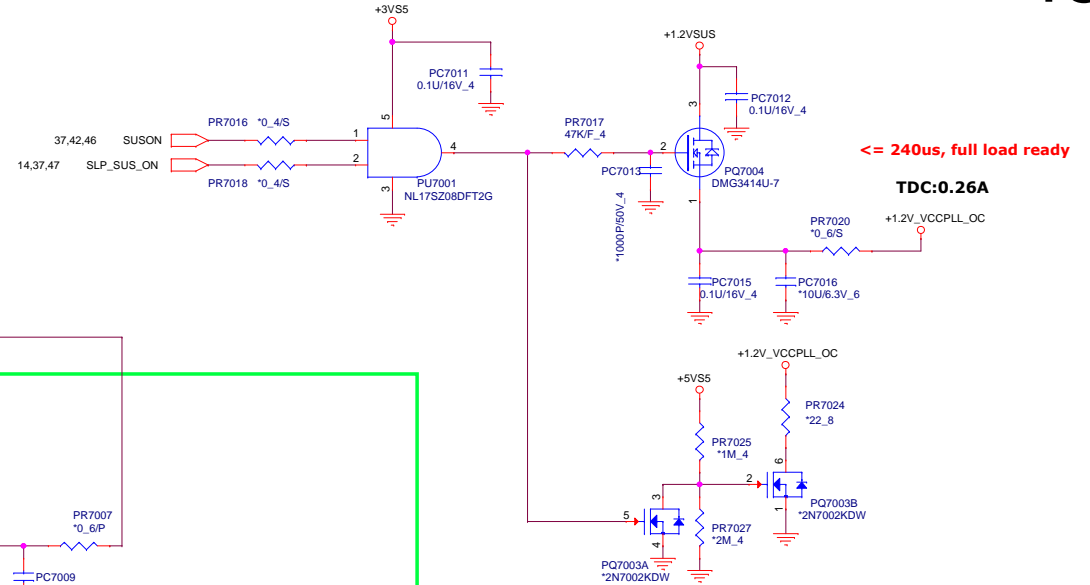 +3VS5
PC7011
0.1U/16V_4
37,42,46
SUSON
PR7016
*0_4/S
1
5
14,37,47
SLP_SUS_ON
2
PR7018
*0_4/S
3
4
PU7001
NL17SZ08DFT2G
PR7017
47K/F_4
PC7013
*1000P/50V_4
+1.2VSUS
PC7012
0.1U/16V_4
3
2
1
PQ7004
DMG3414U-7
<= 240us, full load ready
TDC:0.26A
PR7020
*0_6/S
+1.2V_VCCPLL_OC
PC7015
0.1U/16V_4
PC7016
*10U/6.3V_6
+1.2V_VCCPLL_OC
+5VS5
PR7024
*22_8
PR7025
*1M_4
6
2
1
PQ7003B
*2N7002KDW
3
5
4
PR7027
*2M_4
PQ7003A
*2N7002KDW
PR7007
*0_6/P
PC7009